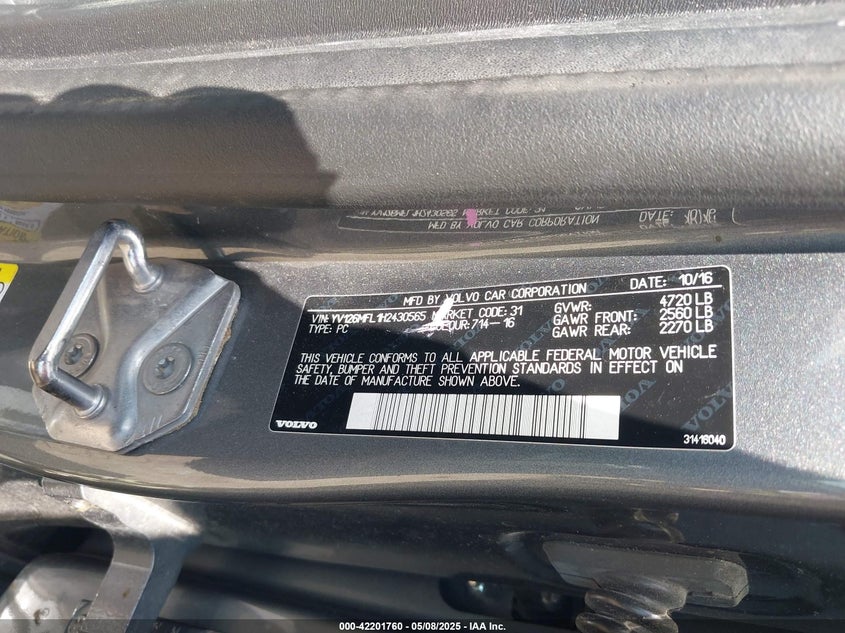 MFD BY VOLVO CAR CORPORATION DATE: 10/16
VIN: YV126MFL1H2430565 MARKET CODE: 31 GVWR: 4720 LB
TYPE: PC COLOUR: 714-16 GAWR FRONT: 2560 LB
GAWR REAR: 2270 LB
THIS VEHICLE CONFORMS TO ALL APPLICABLE FEDERAL MOTOR VEHICLE
SAFETY, BUMPER AND THEFT PREVENTION STANDARDS IN EFFECT ON
THE DATE OF MANUFACTURE SHOWN ABOVE.
VOLVO
31416040
000-42201760 — 05/08/2025 — IAA Inc.